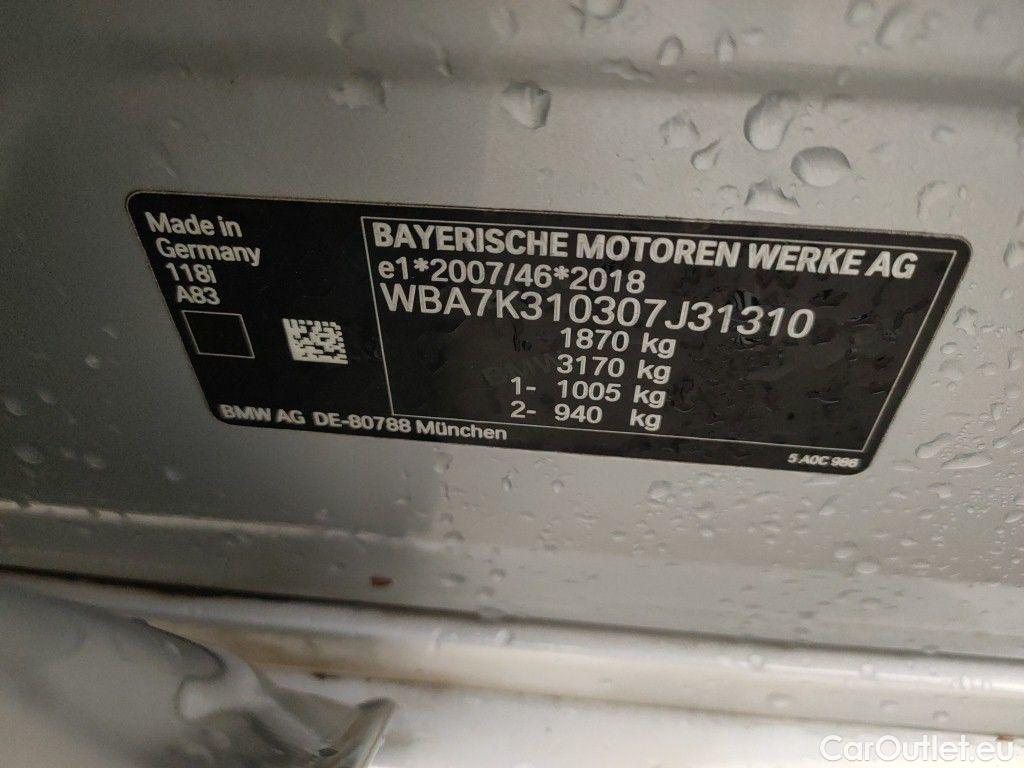 Made in
Germany
118i
A83
BAYERISCHE MOTOREN WERKE AG
e1*2007/46*2018
WBA7K310307J31310
1870 kg
3170 kg
1- 1005 kg
2- 940 kg
BMW AG DE-80788 München
5 A0C 986
CarOutlet.eu